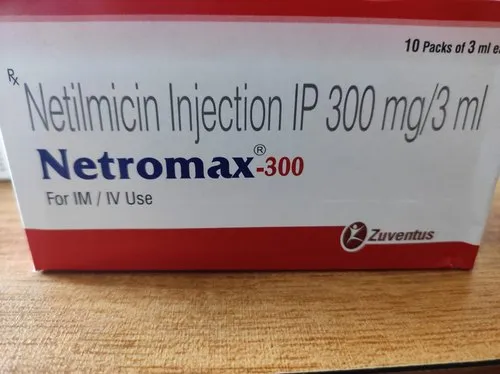 10 Packs of 3 ml
Rx
Netilmicin Injection IP 300 mg/3 ml
Netromax®-300
For IM / IV Use
Zuventus